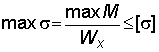 max σ = max M / W_X ≤ [σ]